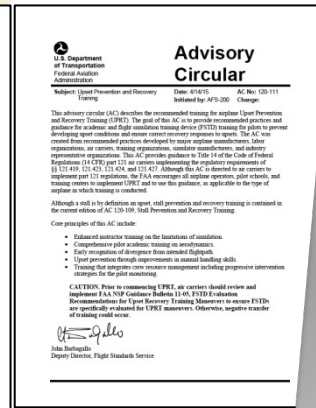 U.S. Department
of Transportation
Federal Aviation
Administration
Advisory
Circular
Subject: Upset Prevention and Recovery
Training
Date: 4/14/15
Initiated by: AFS-200
AC No: 120-111
Change:
This advisory circular (AC) describes the recommended training for airplane Upset Prevention
and Recovery Training (UPRT). The goal of this AC is to provide recommended practices and
guidance for academic and flight simulation training device (FSTD) training for pilots to prevent
developing upset conditions and ensure correct recovery responses to upsets. The AC was
created from recommended practices developed by major airplane manufacturers, labor
organizations, air carriers, training organizations, simulator manufacturers, and industry
representative organizations. This AC provides guidance to Title 14 of the Code of Federal
Regulations (14 CFR) part 121 air carriers implementing the regulatory requirements of
§§ 121.419, 121.423, 121.424, and 121.427. Although this AC is directed to air carriers to
implement part 121 regulations, the FAA encourages all airplane operators, pilot schools, and
training centers to implement UPRT and to use this guidance, as applicable to the type of
airplane in which training is conducted.
Although a stall is by definition an upset, stall prevention and recovery training is contained in
the current edition of AC 120-109, Stall Prevention and Recovery Training.
Core principles of this AC include:
• Enhanced instructor training on the limitations of simulation.
• Comprehensive pilot academic training on aerodynamics.
• Early recognition of divergence from intended flightpath.
• Upset prevention through improvements in manual handling skills.
• Training that integrates crew resource management including progressive intervention
strategies for the pilot monitoring.
CAUTION. Prior to commencing UPRT, air carriers should review and
implement FAA NSP Guidance Bulletin 11-05, FSTD Evaluation
Recommendations for Upset Recovery Training Maneuvers to ensure FSTDs
are specifically evaluated for UPRT maneuvers. Otherwise, negative transfer
of training could occur.
John Barbagallo
Deputy Director, Flight Standards Service